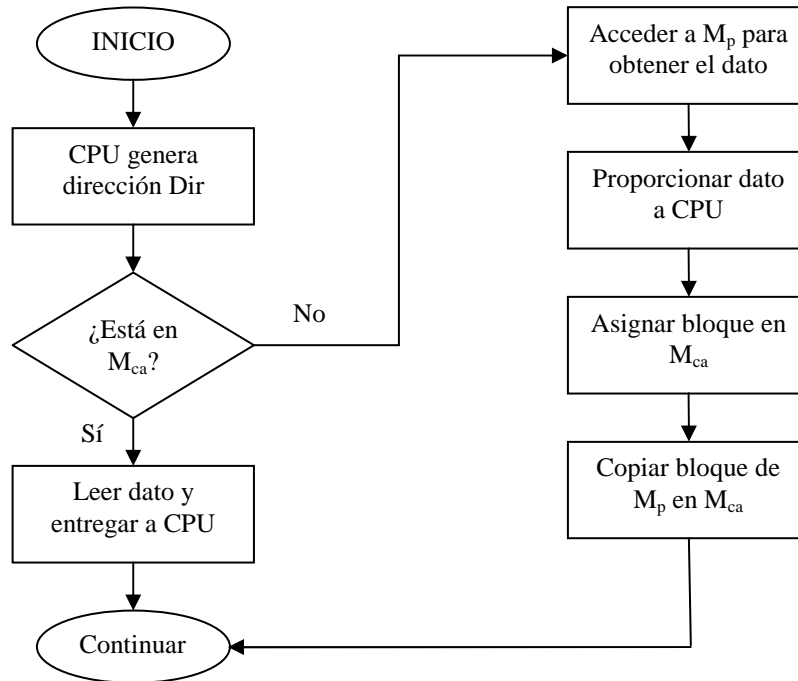 INICIO
CPU genera
dirección Dir
¿Está en
Mca?
No
Sí
Leer dato y
entregar a CPU
Continuar
Acceder a Mp para
obtener el dato
Proporcionar dato
a CPU
Asignar bloque en
Mca
Copiar bloque de
Mp en Mca